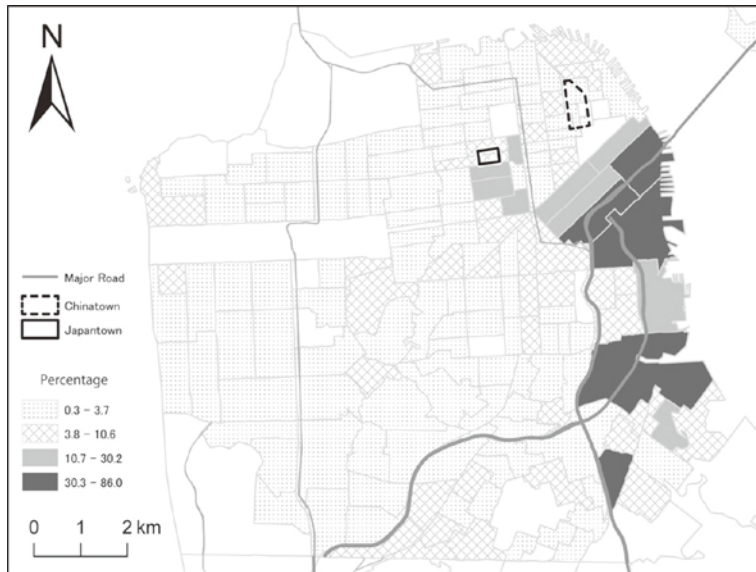 N
Major Road
Chinatown
Japantown
Percentage
0.3 – 3.7
3.8 – 10.6
10.7 – 30.2
30.3 – 86.0
0 1 2 km